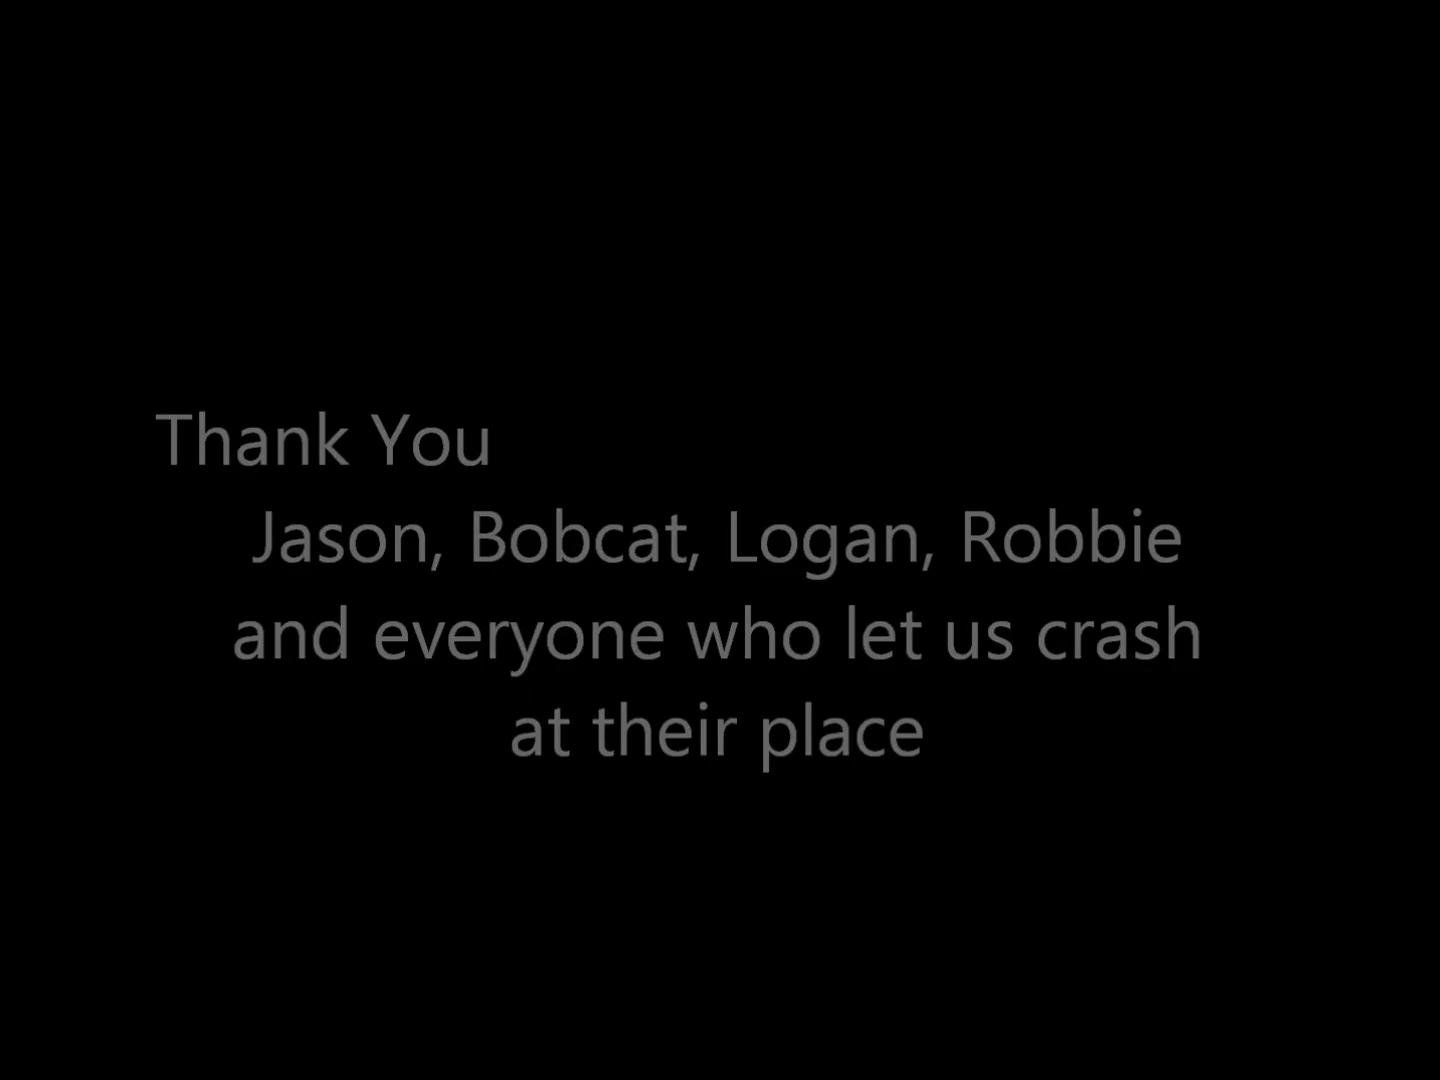 Thank You
Jason, Bobcat, Logan, Robbie
and everyone who let us crash
at their place